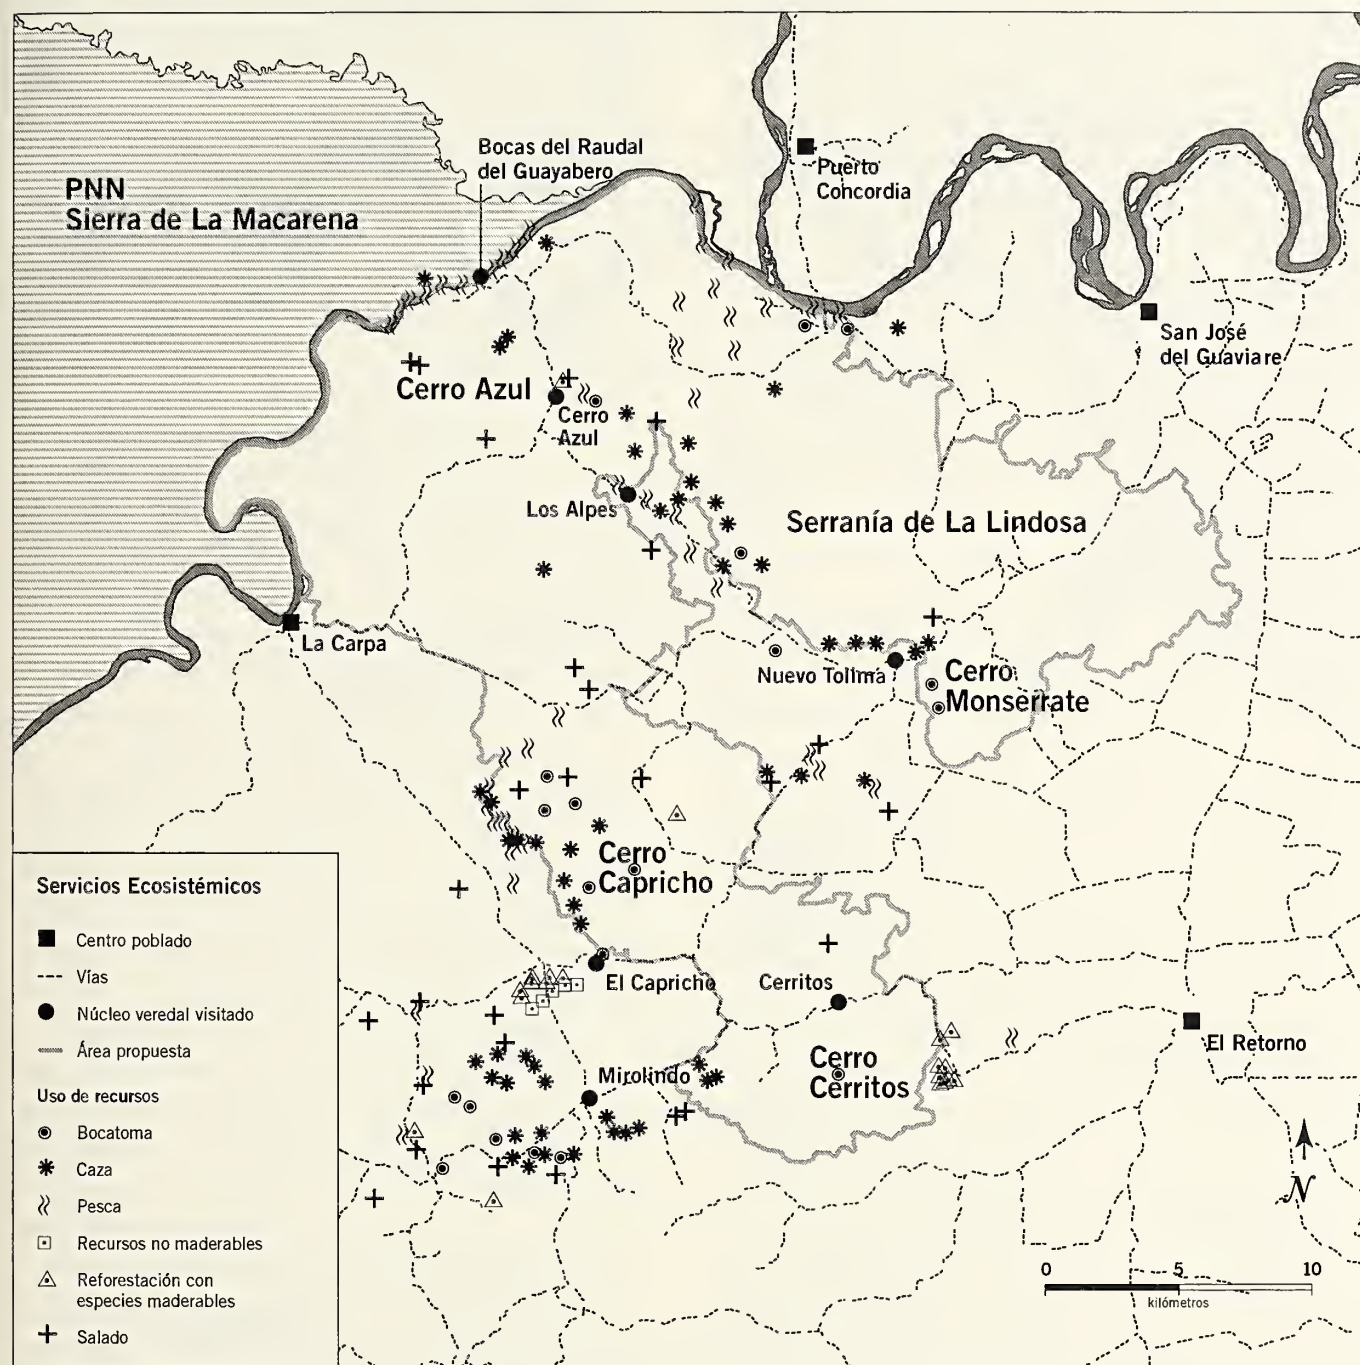 Bocas del Raudal
del Guayabero
Puerto
Concordia
PNN
Sierra de La Macarena
San José
del Guaviare
Cerro Azul
Cerro
Azul
Los Alpes
Serranía de La Lindosa
La Carpa
Nuevo Tolima
Cerro
Monserrate
Cerro
Capricho
El Capricho
Cerritos
El Retorno
Cerro
Cerritos
Mirolindo
Servicios Ecosistémicos
Centro poblado
Vías
Núcleo veredal visitado
Área propuesta
Uso de recursos
Bocatoma
Caza
Pesca
Recursos no maderables
Reforestación con
especies maderables
Salado
N
0 5 10
kilómetros